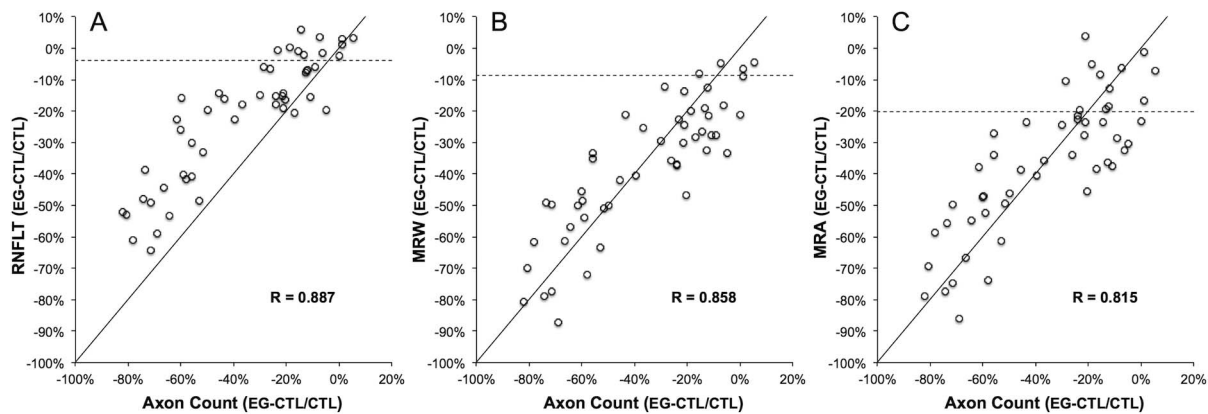 A
10%
0%
-10%
-20%
-30%
-40%
-50%
-60%
-70%
-80%
-90%
-100%
RNFLT (EG-CTL/CTL)
R = 0.887
-100% -80% -60% -40% -20% 0% 20%
Axon Count (EG-CTL/CTL)
B
10%
0%
-10%
-20%
-30%
-40%
-50%
-60%
-70%
-80%
-90%
-100%
MRW (EG-CTL/CTL)
R = 0.858
-100% -80% -60% -40% -20% 0% 20%
Axon Count (EG-CTL/CTL)
C
10%
0%
-10%
-20%
-30%
-40%
-50%
-60%
-70%
-80%
-90%
-100%
MRA (EG-CTL/CTL)
R = 0.815
-100% -80% -60% -40% -20% 0% 20%
Axon Count (EG-CTL/CTL)